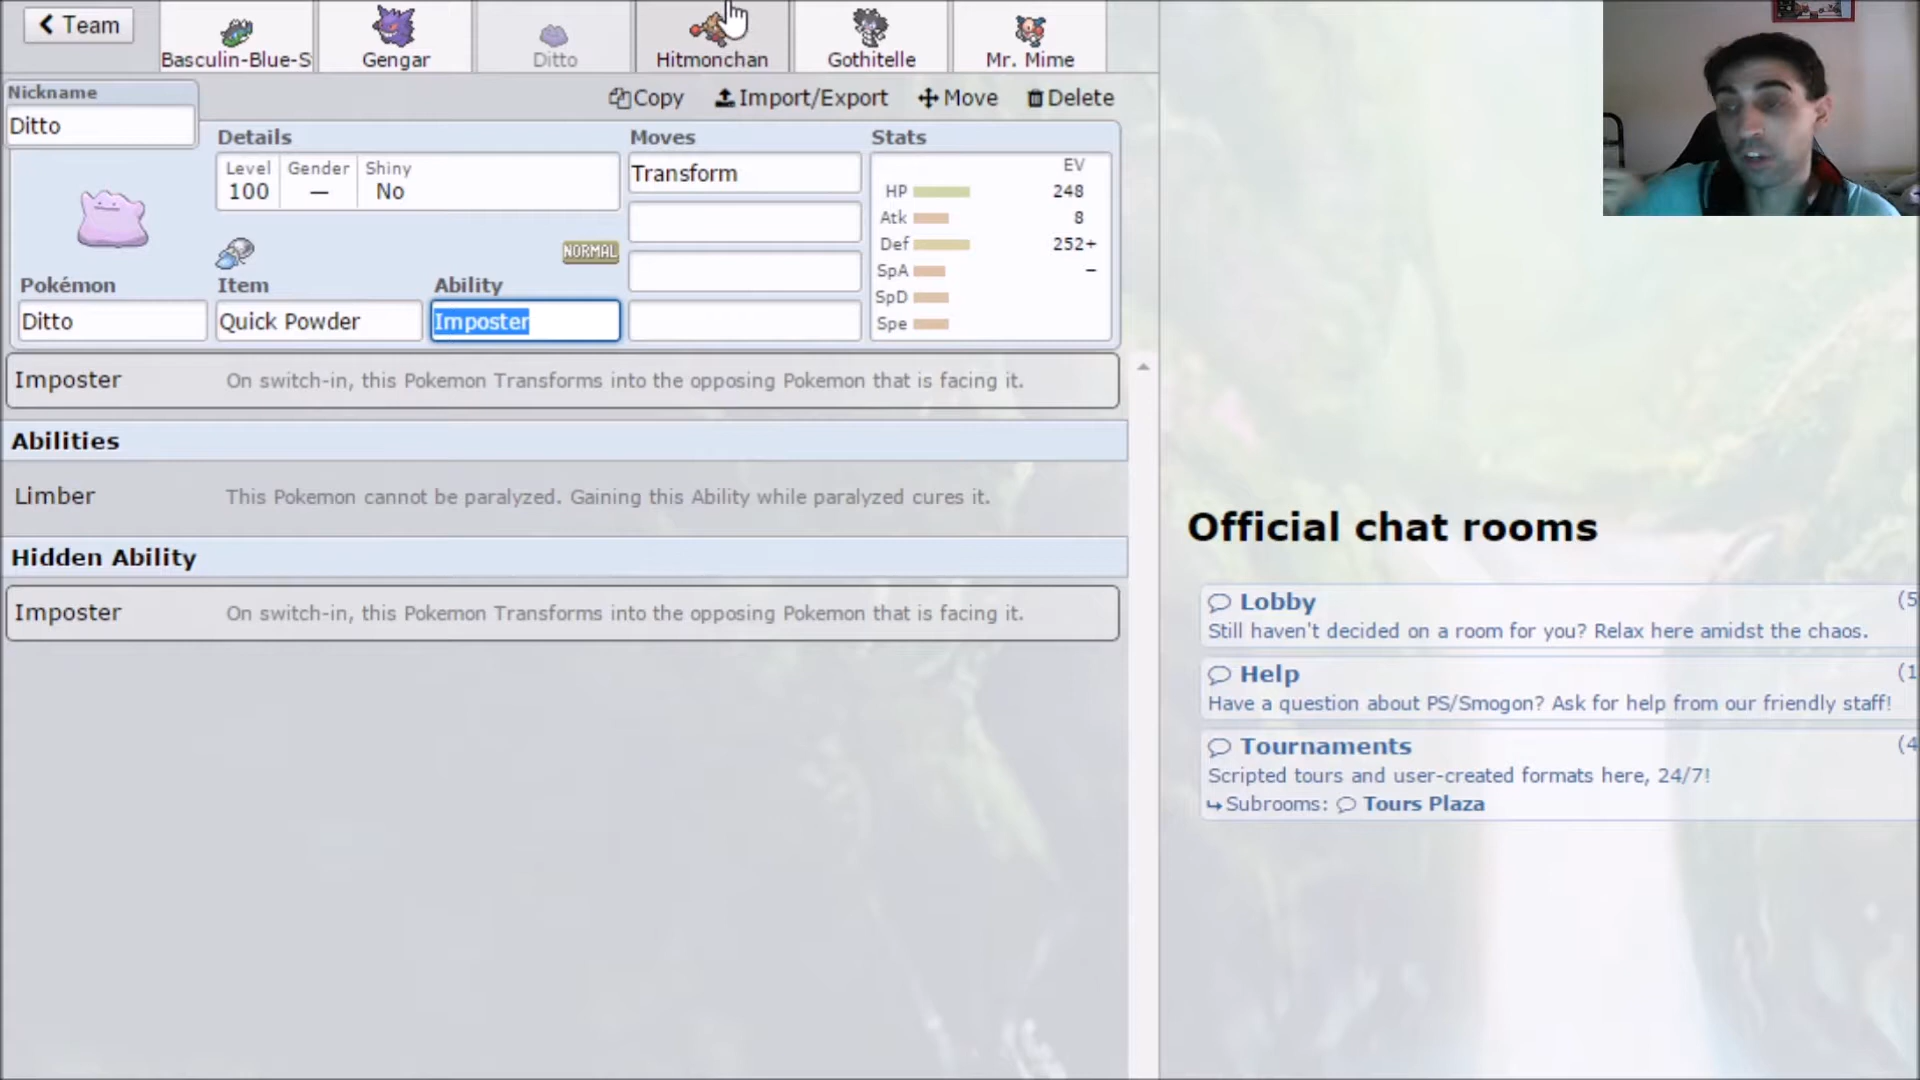 Team
Basculin-Blue-S
Gengar
Ditto
Hitmonchan
Gothitelle
Mr. Mime
Nickname
Ditto
Copy
Import/Export
Move
Delete
Details
Moves
Stats
Level
100
Gender
—
Shiny
No
Transform
EV
HP 248
Atk 8
Def 252+
SpA −
SpD
Spe
NORMAL
Pokémon
Item
Ability
Ditto
Quick Powder
Imposter
Imposter On switch-in, this Pokemon Transforms into the opposing Pokemon that is facing it.
Abilities
Limber This Pokemon cannot be paralyzed. Gaining this Ability while paralyzed cures it.
Hidden Ability
Imposter On switch-in, this Pokemon Transforms into the opposing Pokemon that is facing it.
Official chat rooms
Lobby (5
Still haven't decided on a room for you? Relax here amidst the chaos.
Help (1
Have a question about PS/Smogon? Ask for help from our friendly staff!
Tournaments (4
Scripted tours and user-created formats here, 24/7!
↪Subrooms: Tours Plaza